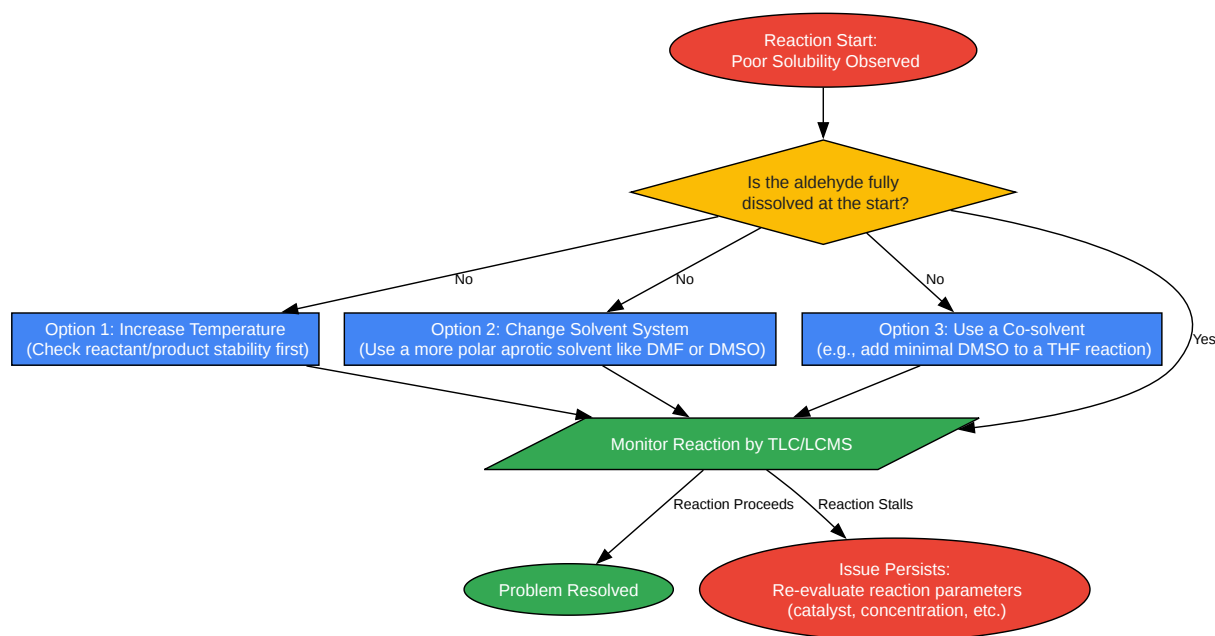 Reaction Start:
Poor Solubility Observed
Is the aldehyde fully
dissolved at the start?
No
No
No
Option 1: Increase Temperature
(Check reactant/product stability first)
Option 2: Change Solvent System
(Use a more polar aprotic solvent like DMF or DMSO)
Option 3: Use a Co-solvent
(e.g., add minimal DMSO to a THF reaction)
Yes
Monitor Reaction by TLC/LCMS
Reaction Proceeds
Reaction Stalls
Problem Resolved
Issue Persists:
Re-evaluate reaction parameters
(catalyst, concentration, etc.)